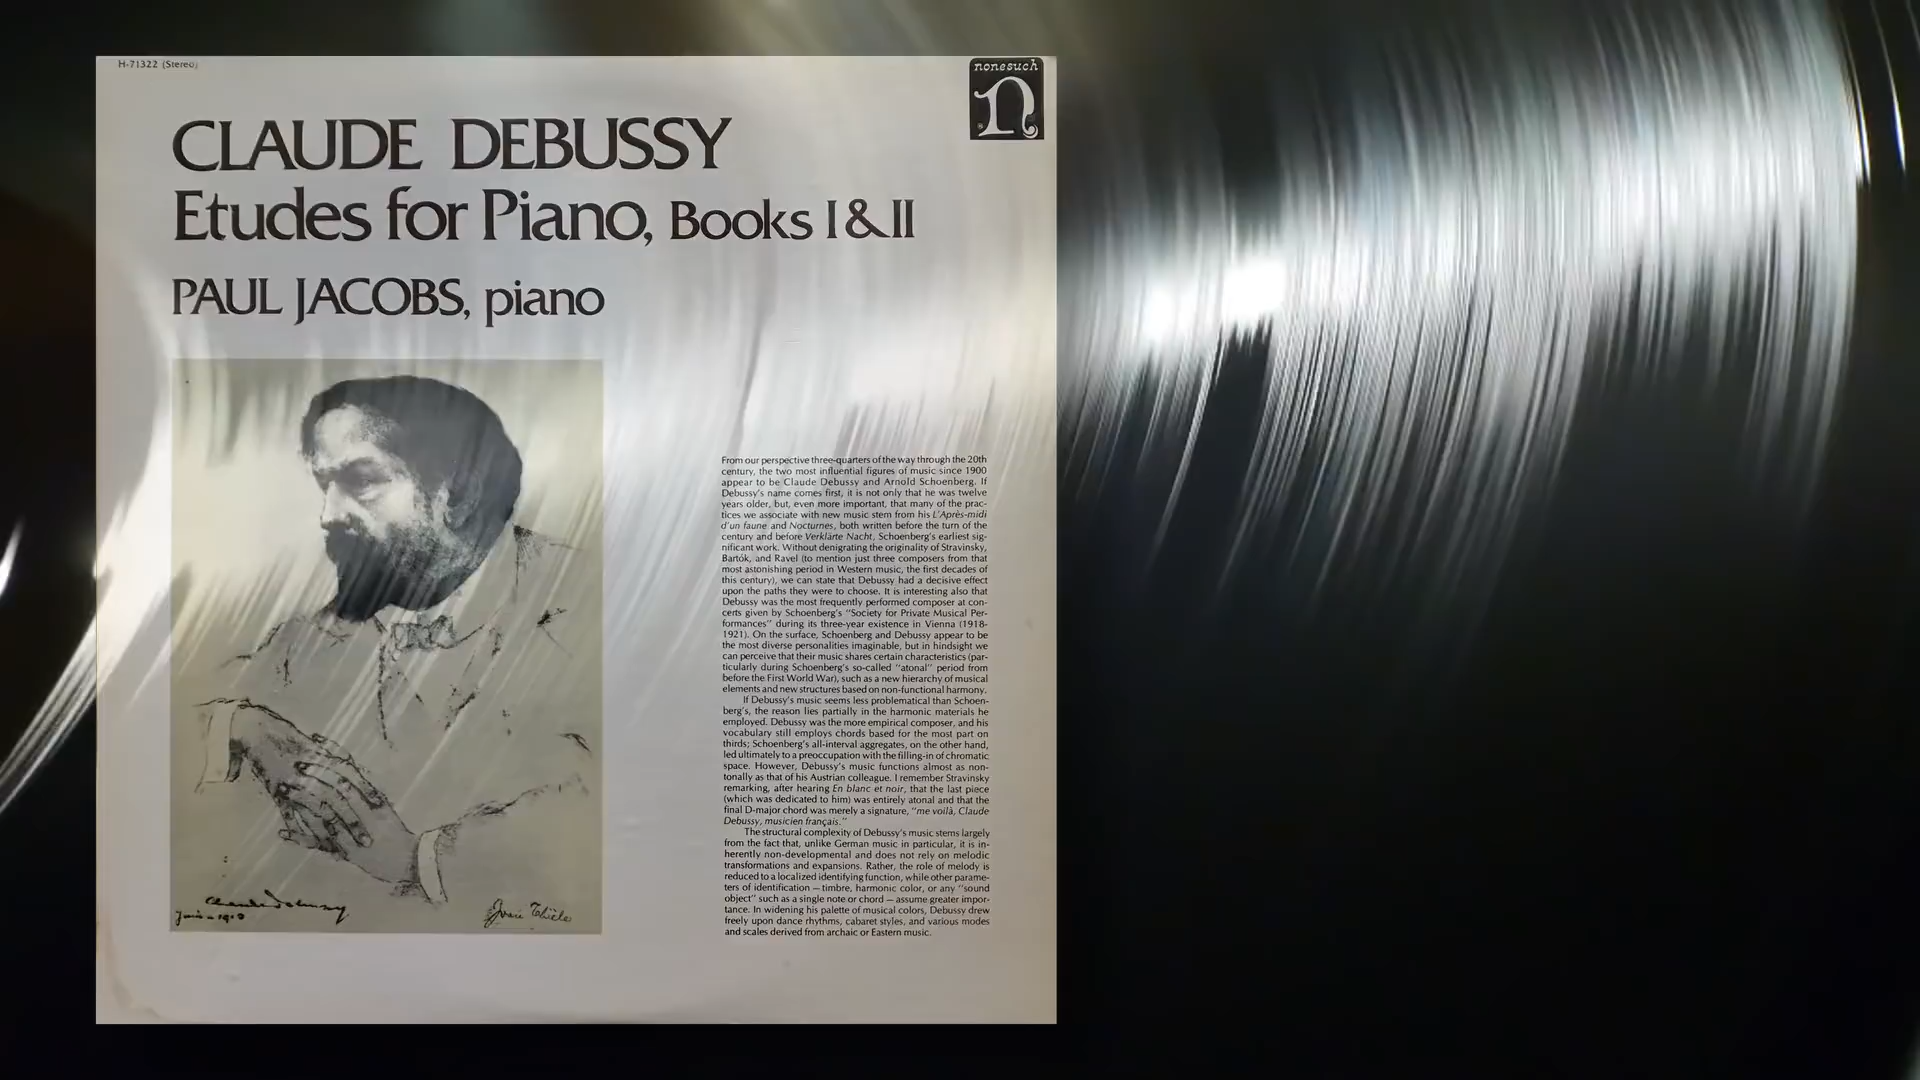 H-71322 (Stereo)
nonesuch
n
CLAUDE DEBUSSY
Etudes for Piano, Books I & II
PAUL JACOBS, piano
From our perspective three-quarters of the way through the 20th
century, the two most influential figures of music since 1900
appear to be Claude Debussy and Arnold Schoenberg. If
Debussy's name comes first, it is not only that he was twelve
years older, but, even more important, that many of the prac-
tices we associate with new music stem from his L'Après-midi
d'un faune and Nocturnes, both written before the turn of the
century and before Verklärte Nacht, Schoenberg's earliest sig-
nificant work. Without denigrating the originality of Stravinsky,
Bartók, and Ravel (to mention just three composers from that
most astonishing period in Western music, the first decades of
this century), we can state that Debussy had a decisive effect
upon the paths they were to choose. It is interesting also that
Debussy was the most frequently performed composer at con-
certs given by Schoenberg's "Society for Private Musical Per-
formances" during its three-year existence in Vienna (1918-
1921). On the surface, Schoenberg and Debussy appear to be
the most diverse personalities imaginable, but in hindsight we
can perceive that their music shares certain characteristics (par-
ticularly during Schoenberg's so-called "atonal" period from
before the First World War), such as a new hierarchy of musical
elements and new structures based on non-functional harmony.
If Debussy's music seems less problematical than Schoen-
berg's, the reason lies partially in the harmonic materials he
employed. Debussy was the more empirical composer, and his
vocabulary still employs chords based for the most part on
thirds; Schoenberg's all-interval aggregates, on the other hand,
led ultimately to a preoccupation with the filling-in of chromatic
space. However, Debussy's music functions almost as non-
tonally as that of his Austrian colleague. I remember Stravinsky
remarking, after hearing En blanc et noir, that the last piece
(which was dedicated to him) was entirely atonal and that the
final D-major chord was merely a signature, "me voilà, Claude
Debussy, musicien français."
The structural complexity of Debussy's music stems largely
from the fact that, unlike German music in particular, it is in-
herently non-developmental and does not rely on melodic
transformations and expansions. Rather, the role of melody is
reduced to a localized identifying function, while other parame-
ters of identification — timbre, harmonic color, or any "sound
object" such as a single note or chord — assume greater impor-
tance. In widening his palette of musical colors, Debussy drew
freely upon dance rhythms, cabaret styles, and various modes
and scales derived from archaic or Eastern music.
Claude Debussy